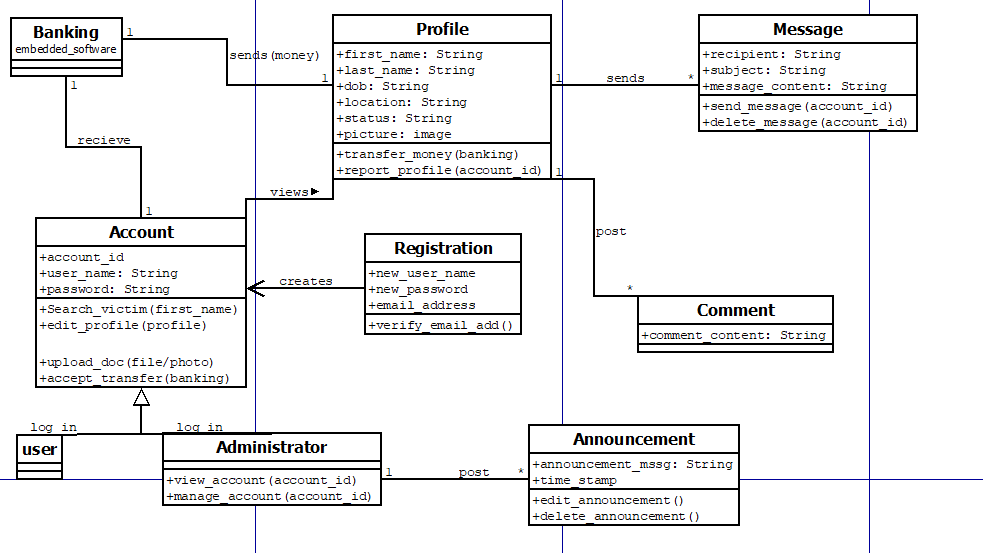 Banking
embedded_software
1
sends(money)
1
1
recieve
1
Profile
+first_name: String
+last_name: String
+dob: String
+location: String
+status: String
+picture: image
+transfer_money(banking)
+report_profile(account_id)
1
sends
*
Message
+recipient: String
+subject: String
+message_content: String
+send_message(account_id)
+delete_message(account_id)
views
1
post
*
Account
+account_id
+user_name: String
+password: String
+Search_victim(first_name)
+edit_profile(profile)
+upload_doc(file/photo)
+accept_transfer(banking)
creates
Registration
+new_user_name
+new_password
+email_address
+verify_email_add()
Comment
+comment_content: String
log in
log in
user
Administrator
+view_account(account_id)
+manage_account(account_id)
1
post
*
Announcement
+announcement_mssg: String
+time_stamp
+edit_announcement()
+delete_announcement()